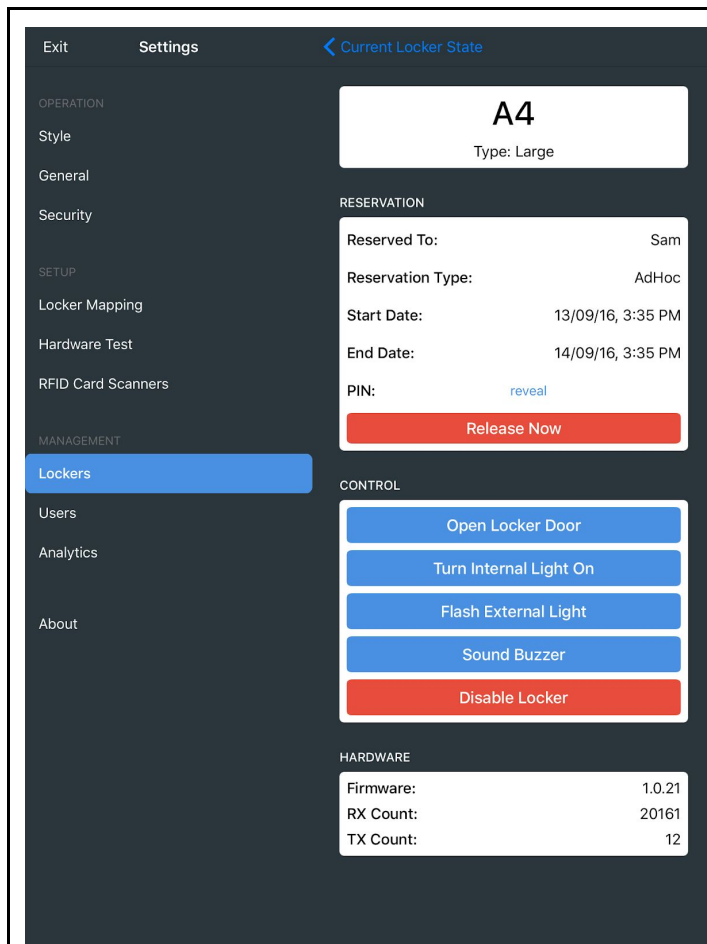 Exit
Settings
Current Locker State
OPERATION
Style
General
Security
SETUP
Locker Mapping
Hardware Test
RFID Card Scanners
MANAGEMENT
Lockers
Users
Analytics
About
A4
Type: Large
RESERVATION
Reserved To: Sam
Reservation Type: AdHoc
Start Date: 13/09/16, 3:35 PM
End Date: 14/09/16, 3:35 PM
PIN: reveal
Release Now
CONTROL
Open Locker Door
Turn Internal Light On
Flash External Light
Sound Buzzer
Disable Locker
HARDWARE
Firmware: 1.0.21
RX Count: 20161
TX Count: 12